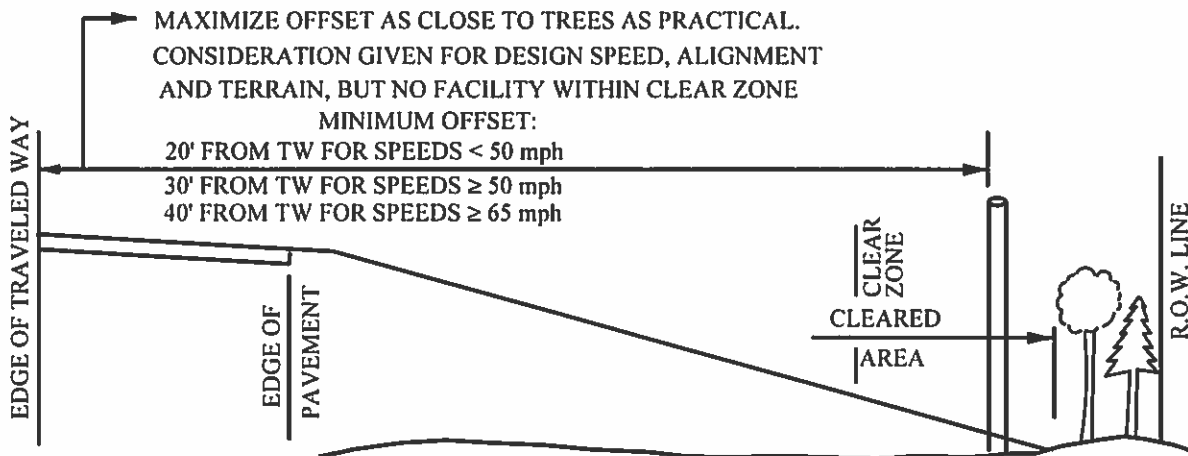 MAXIMIZE OFFSET AS CLOSE TO TREES AS PRACTICAL.
CONSIDERATION GIVEN FOR DESIGN SPEED, ALIGNMENT
AND TERRAIN, BUT NO FACILITY WITHIN CLEAR ZONE
MINIMUM OFFSET:
20' FROM TW FOR SPEEDS < 50 mph
30' FROM TW FOR SPEEDS ≥ 50 mph
40' FROM TW FOR SPEEDS ≥ 65 mph
EDGE OF TRAVELED WAY
EDGE OF
PAVEMENT
CLEAR
ZONE
CLEARED
AREA
R.O.W. LINE